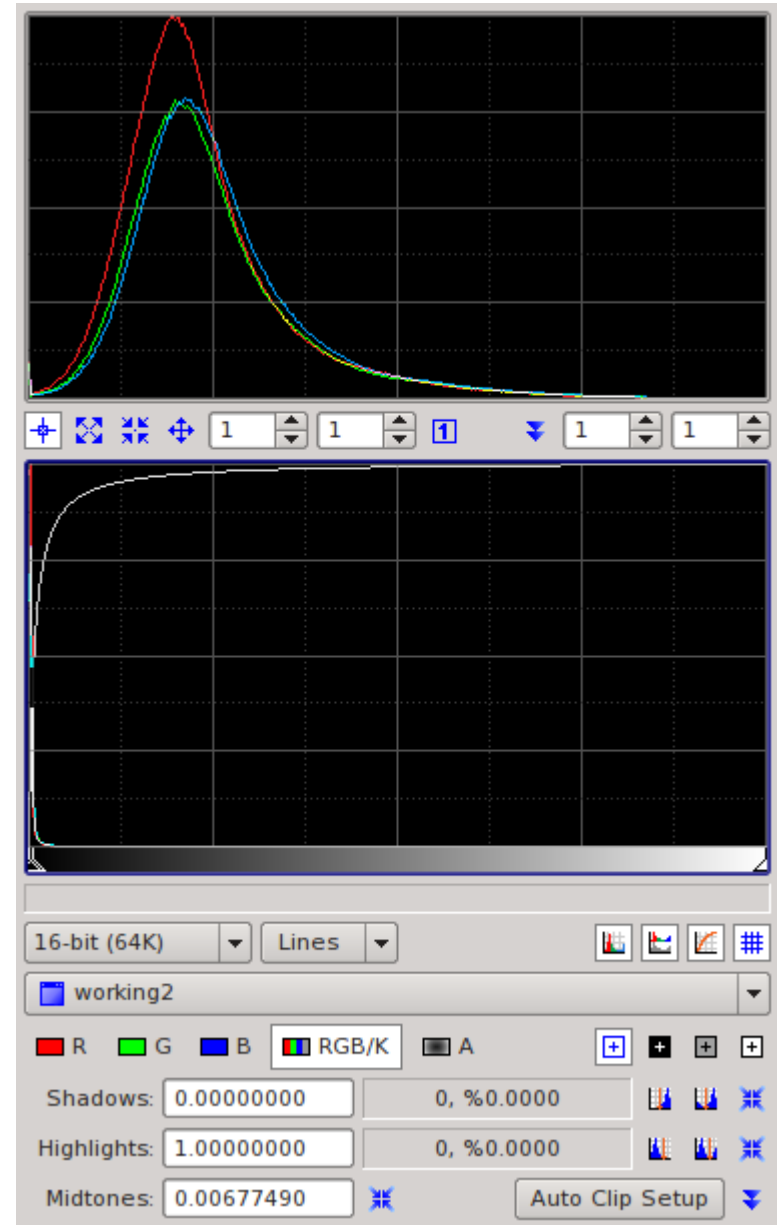 1 1 1 1 1
16-bit (64K) Lines
working2
R G B RGB/K A
Shadows: 0.00000000 0, %0.0000
Highlights: 1.00000000 0, %0.0000
Midtones: 0.00677490 Auto Clip Setup